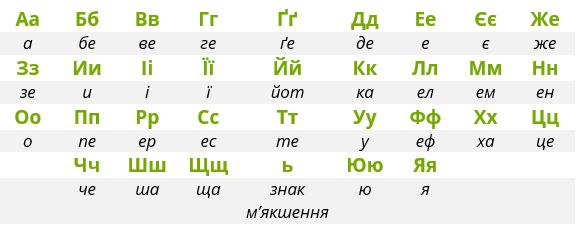 Аа Бб Вв Гг Ґґ Дд Ее Єє Же
а бе ве ге ґе де е є же
Зз Ии Іі Її Йй Кк Лл Мм Нн
зе и і ї йот ка ел ем ен
Оо Пп Рр Сс Тт Уу Фф Хх Цц
о пе ер ес те у еф ха це
Чч Шш Щщ ь Юю Яя
че ша ща знак ю я
м’якшення